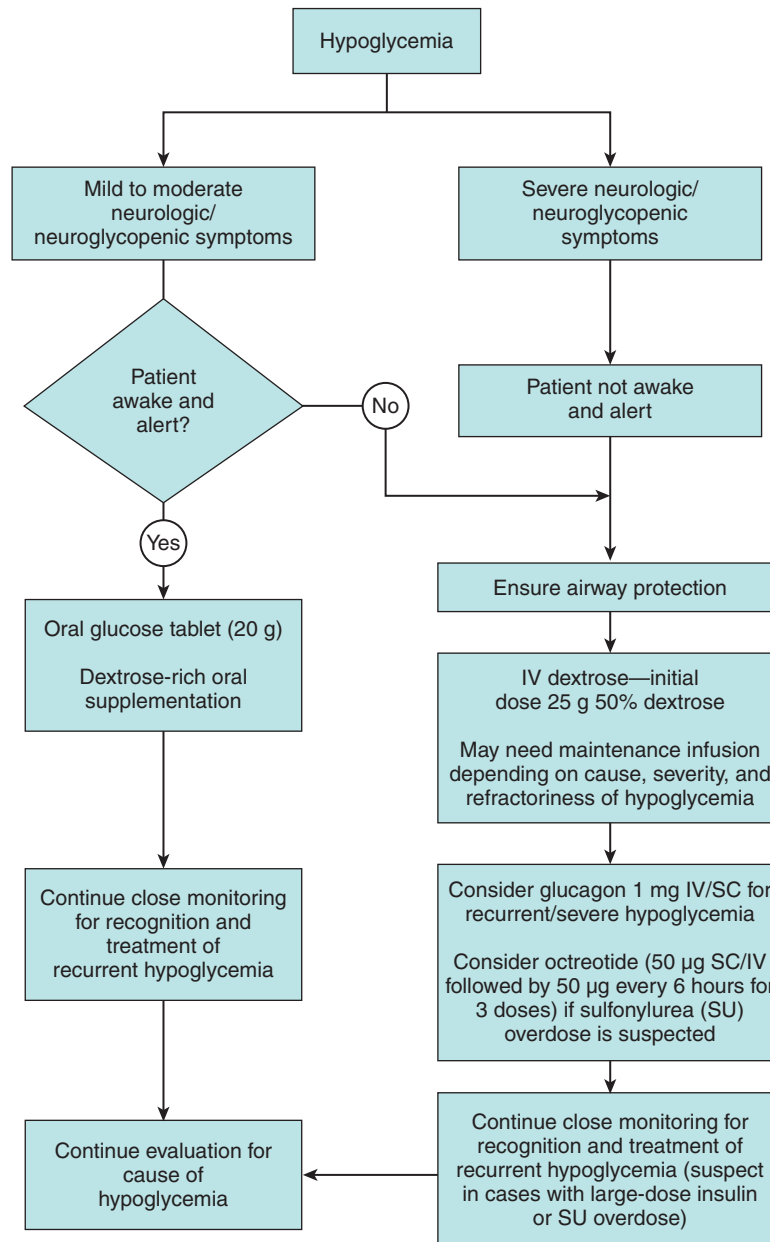 Hypoglycemia
Mild to moderate
neurologic/
neuroglycopenic symptoms
Severe neurologic/
neuroglycopenic
symptoms
Patient
awake and
alert?
No
Patient not awake
and alert
Yes
Ensure airway protection
Oral glucose tablet (20 g)
Dextrose-rich oral
supplementation
IV dextrose—initial
dose 25 g 50% dextrose
May need maintenance infusion
depending on cause, severity, and
refractoriness of hypoglycemia
Continue close monitoring
for recognition and
treatment of
recurrent hypoglycemia
Consider glucagon 1 mg IV/SC for
recurrent/severe hypoglycemia
Consider octreotide (50 µg SC/IV
followed by 50 µg every 6 hours for
3 doses) if sulfonylurea (SU)
overdose is suspected
Continue evaluation for
cause of
hypoglycemia
Continue close monitoring for
recognition and treatment of
recurrent hypoglycemia (suspect
in cases with large-dose insulin
or SU overdose)